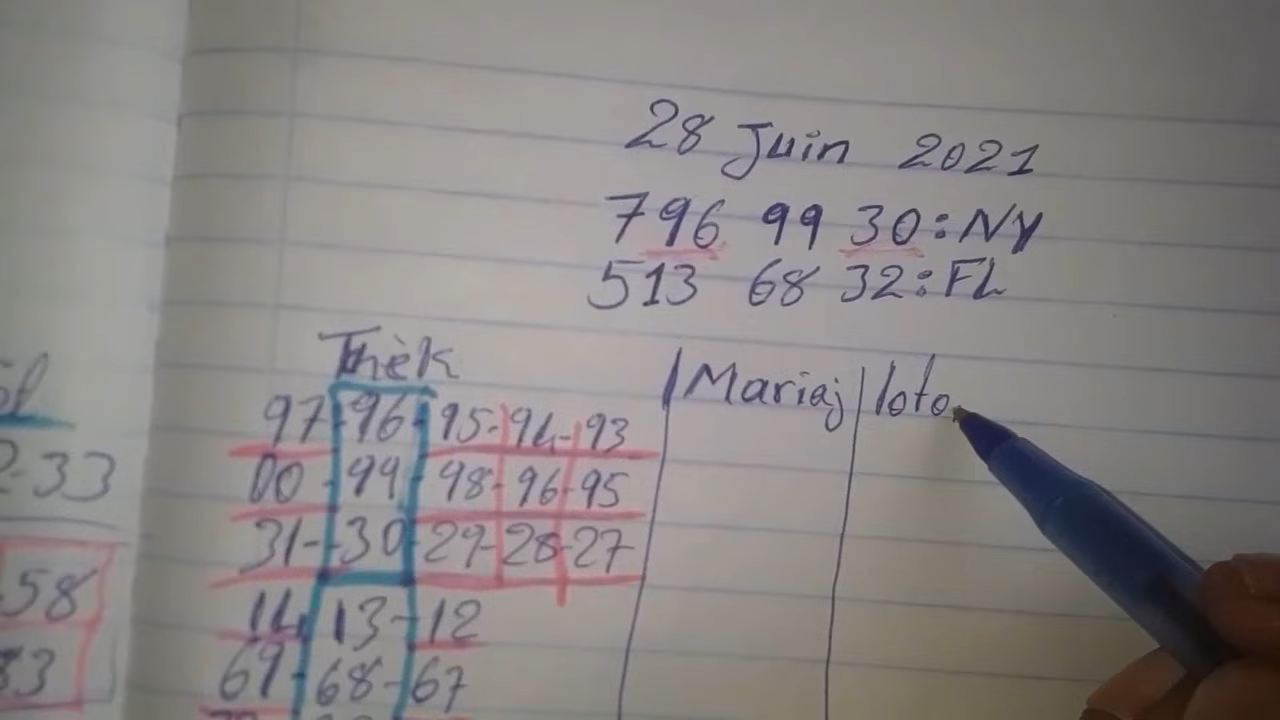 28 Juin 2021
796 99 30:NY
513 68 32:FL
Thèk
Mariaj loto
97-96-95-94-93
00-99-98-96-95
31-30-29-28-27
14 13-12
69-68-67
33
58
83